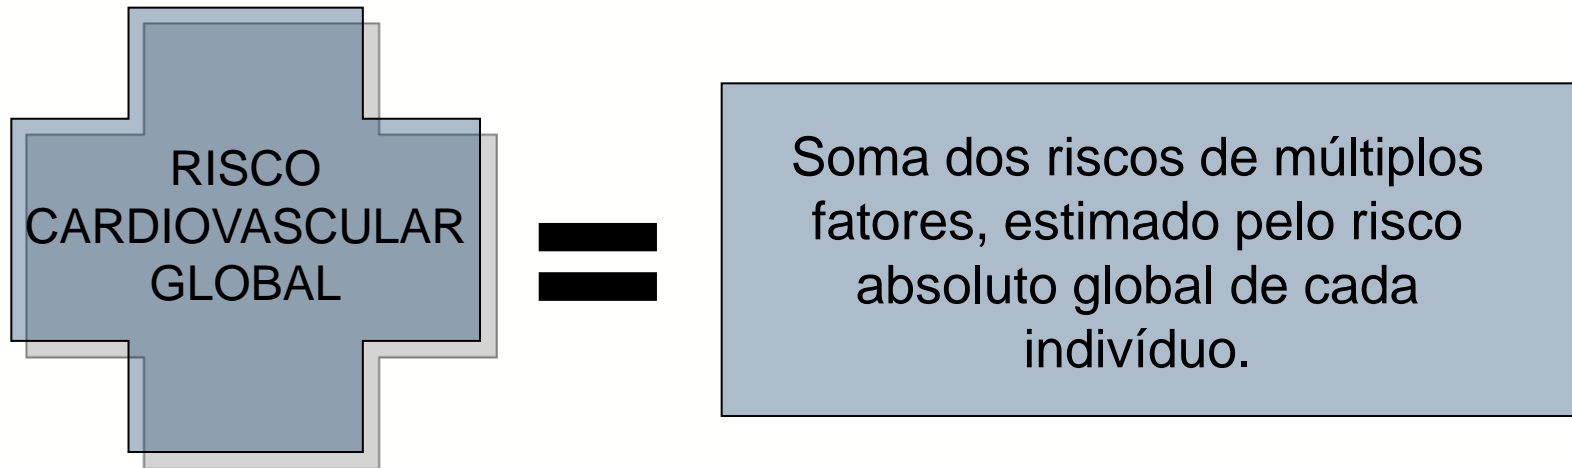 RISCO
CARDIOVASCULAR
GLOBAL
=
Soma dos riscos de múltiplos
fatores, estimado pelo risco
absoluto global de cada
indivíduo.